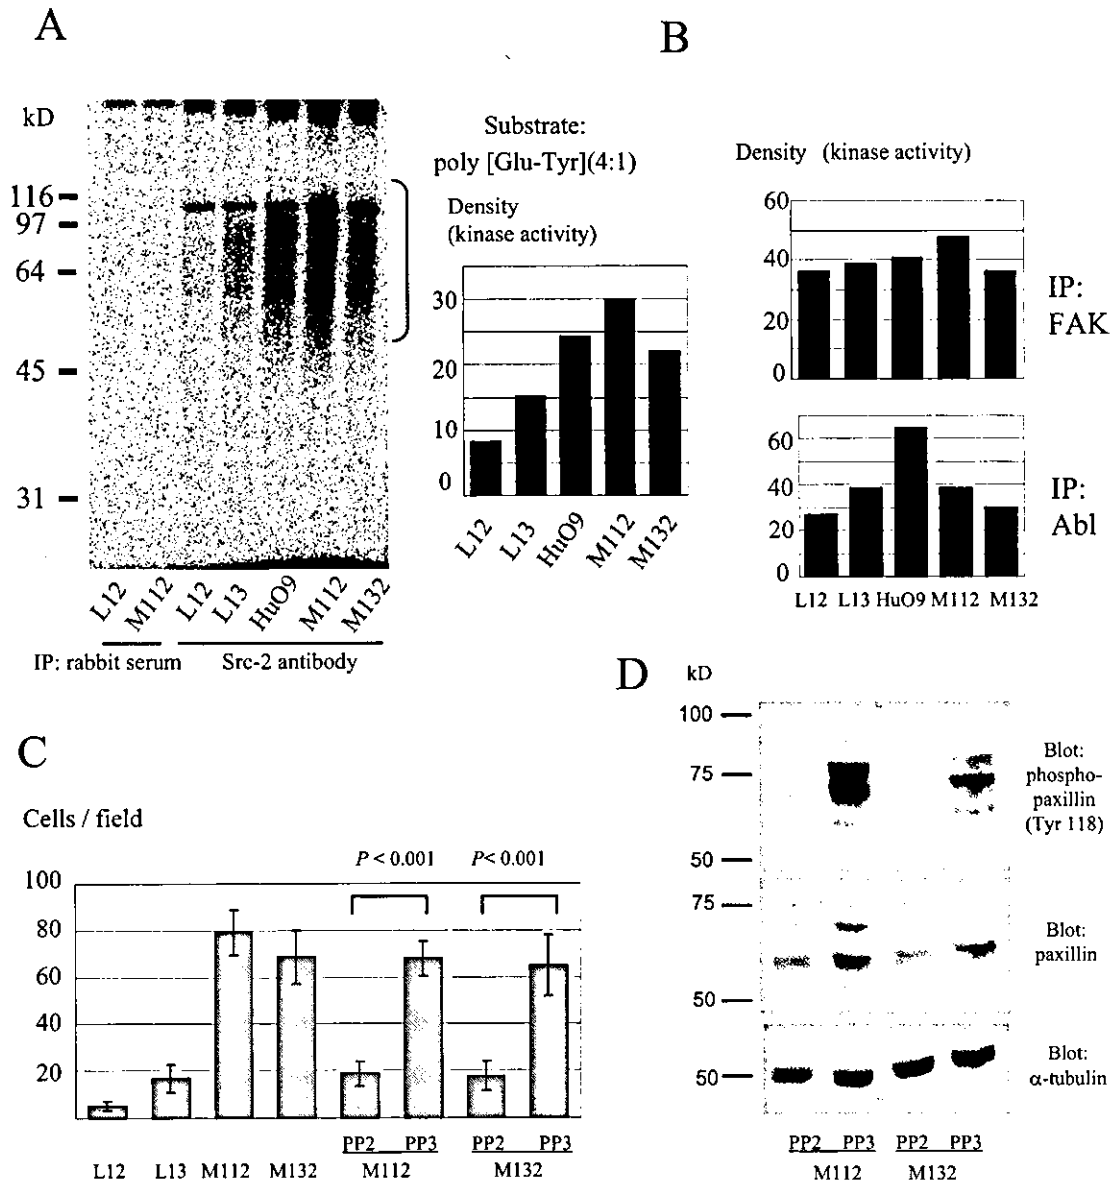 A
kD
116
97
64
45
31
L12
M112
L12
L13
HuO9
M112
M132
IP: rabbit serum
Src-2 antibody
Substrate:
poly [Glu-Tyr](4:1)
Density
(kinase activity)
30
20
10
0
L12
L13
HuO9
M112
M132
B
Density (kinase activity)
60
40
20
0
IP:
FAK
60
40
20
0
IP:
Abl
L12 L13 HuO9 M112 M132
C
Cells / field
P < 0.001 P < 0.001
100
80
60
40
20
PP2 PP3 PP2 PP3
L12 L13 M112 M132 M112 M132
D
kD
100
75
50
Blot:
phospho-
paxillin
(Tyr 118)
75
50
Blot:
paxillin
50
Blot:
α-tubulin
PP2 PP3 PP2 PP3
M112 M132